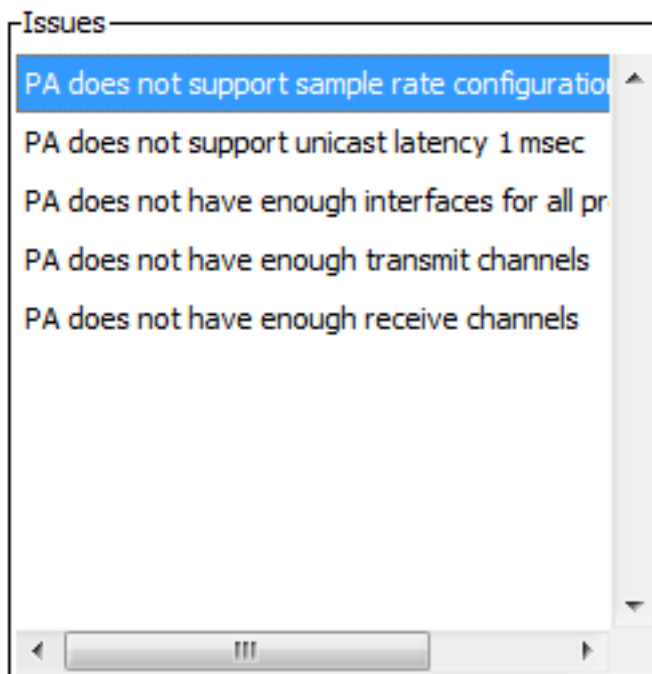 Issues
PA does not support sample rate configuration
PA does not support unicast latency 1 msec
PA does not have enough interfaces for all pr
PA does not have enough transmit channels
PA does not have enough receive channels